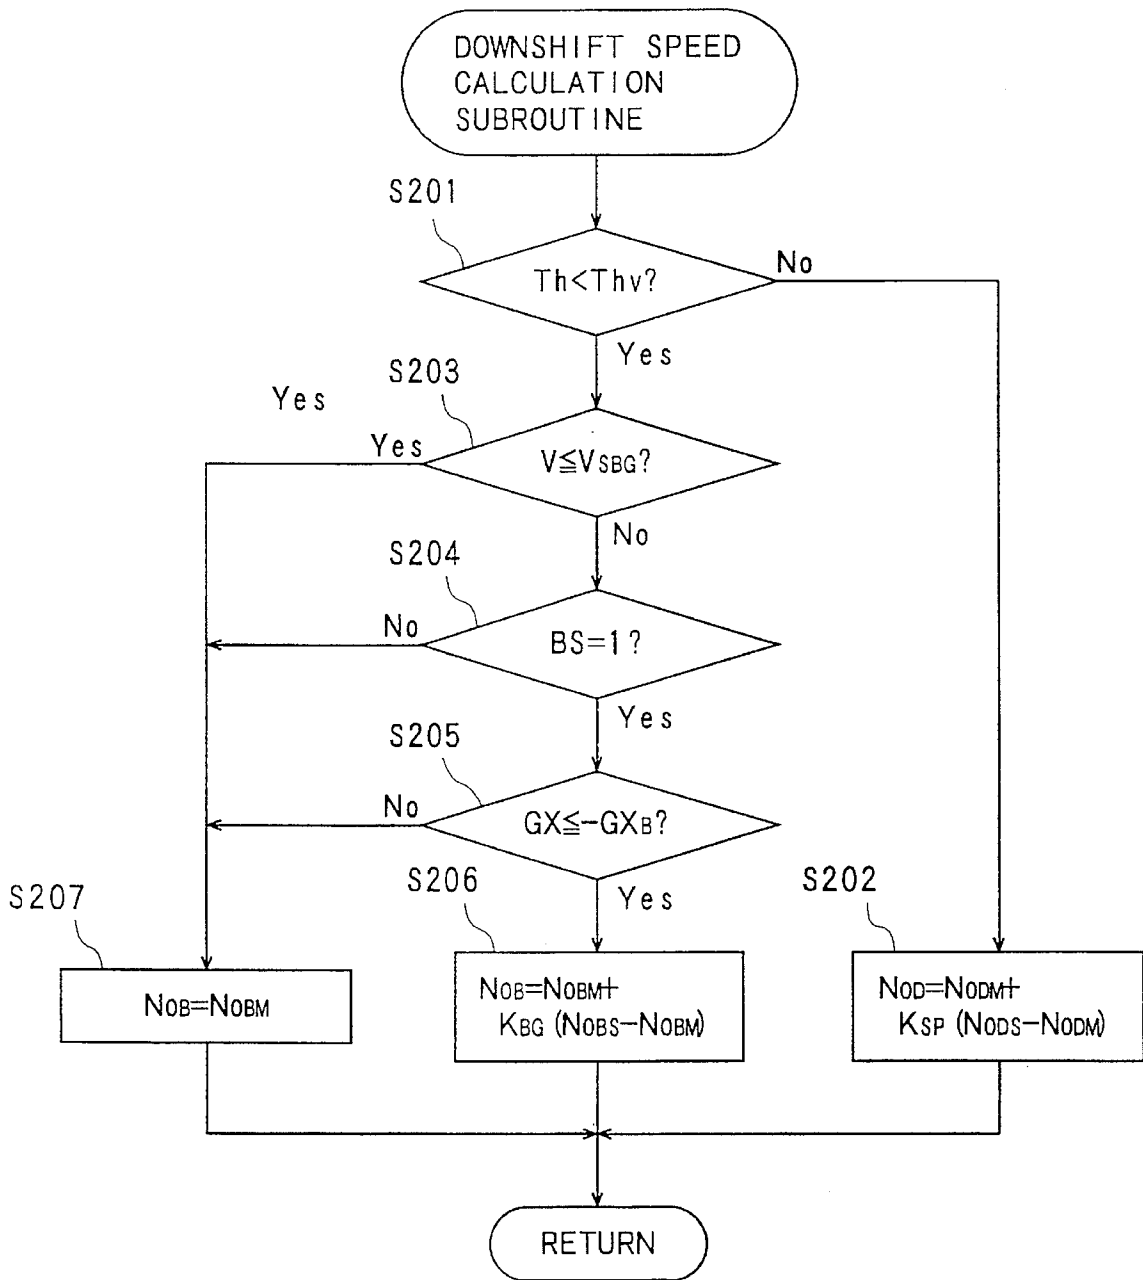 DOWNSHIFT SPEED
CALCULATION
SUBROUTINE
S201
Th<Thv?
No
Yes
S203
Yes
Yes
V≦VSBG?
No
S204
No
BS=1?
Yes
S205
No
GX≦-GXB?
Yes
S207
NOB=NOBM
S206
NOB=NOBM+
KBG(NOBS-NOBM)
S202
NOD=NODM+
KSP(NODS-NODM)
RETURN